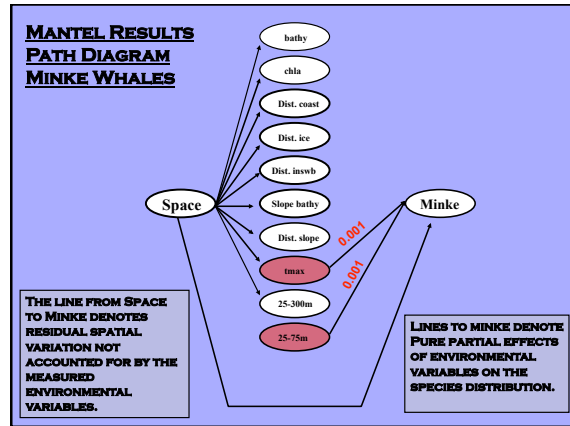 MANTEL RESULTS
PATH DIAGRAM
MINKE WHALES
bathy
chla
Dist. coast
Dist. ice
Dist. inswb
Slope bathy
Dist. slope
tmax
25-300m
25-75m
Space
Minke
0.001
0.001
THE LINE FROM SPACE
TO MINKE DENOTES
RESIDUAL SPATIAL
VARIATION NOT
ACCOUNTED FOR BY THE
MEASURED
ENVIRONMENTAL
VARIABLES.
LINES TO MINKE DENOTE
PURE PARTIAL EFFECTS
OF ENVIRONMENTAL
VARIABLES ON THE
SPECIES DISTRIBUTION.